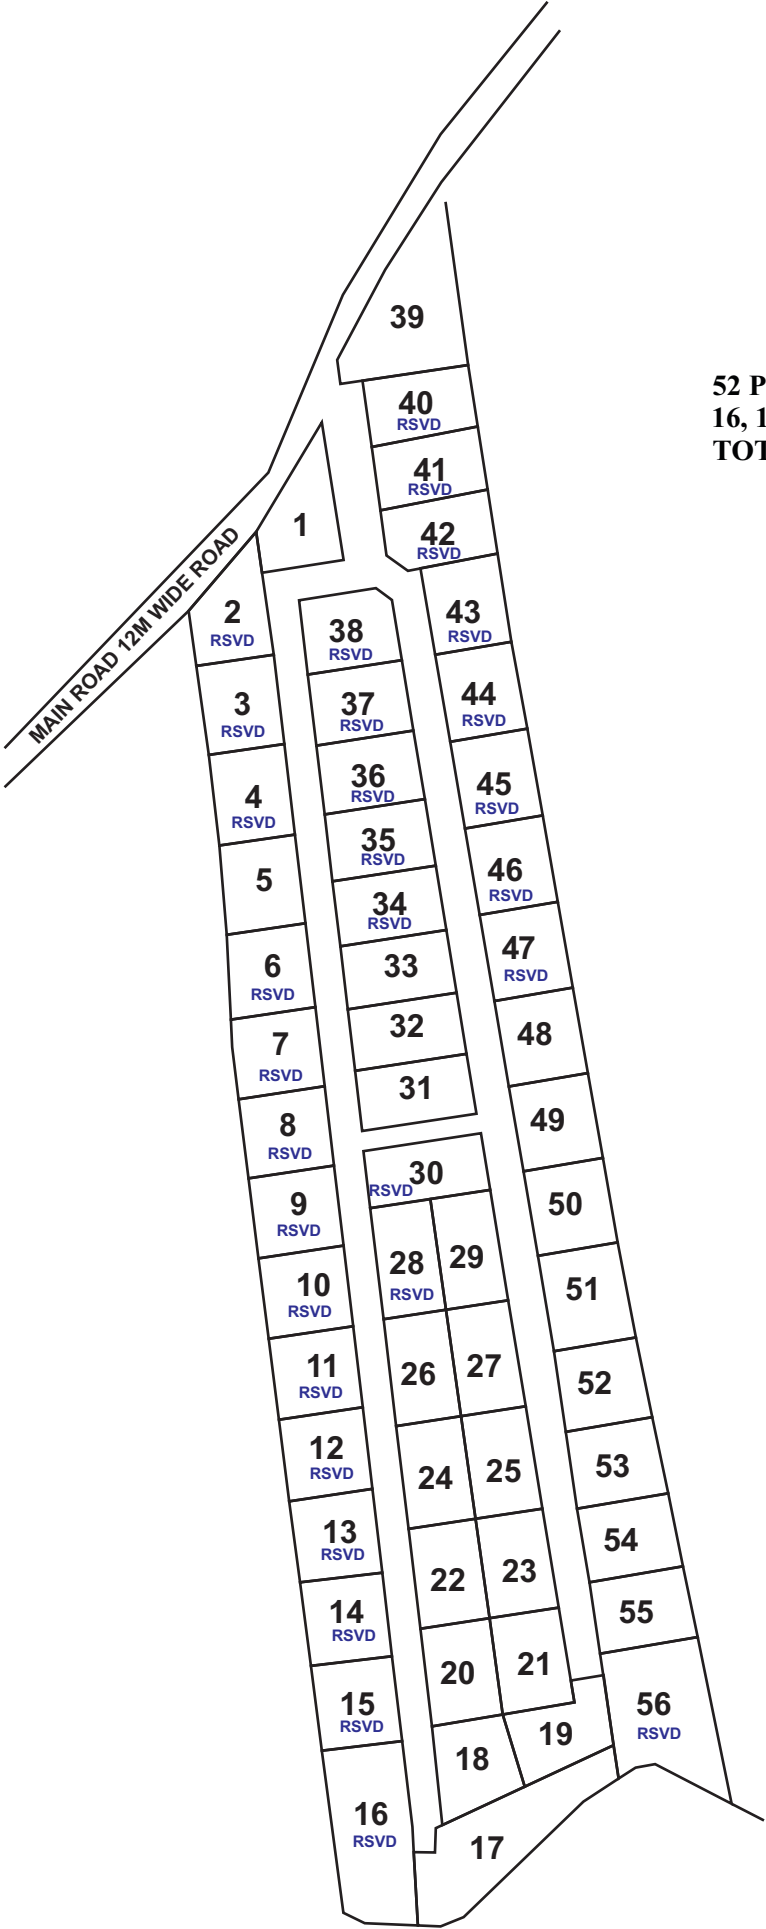 39
52 P
16, 1
TOT
40
RSVD
41
RSVD
42
RSVD
1
MAIN ROAD 12M WIDE ROAD
2
RSVD
38
RSVD
43
RSVD
3
RSVD
37
RSVD
44
RSVD
4
RSVD
36
RSVD
45
RSVD
5
35
RSVD
46
RSVD
34
RSVD
6
RSVD
33
47
RSVD
7
RSVD
32
48
8
RSVD
31
49
9
RSVD
30
RSVD
50
10
RSVD
28
RSVD
29
51
11
RSVD
26
27
52
12
RSVD
24
25
53
13
RSVD
22
23
54
14
RSVD
20
21
55
15
RSVD
18
19
56
RSVD
16
RSVD
17